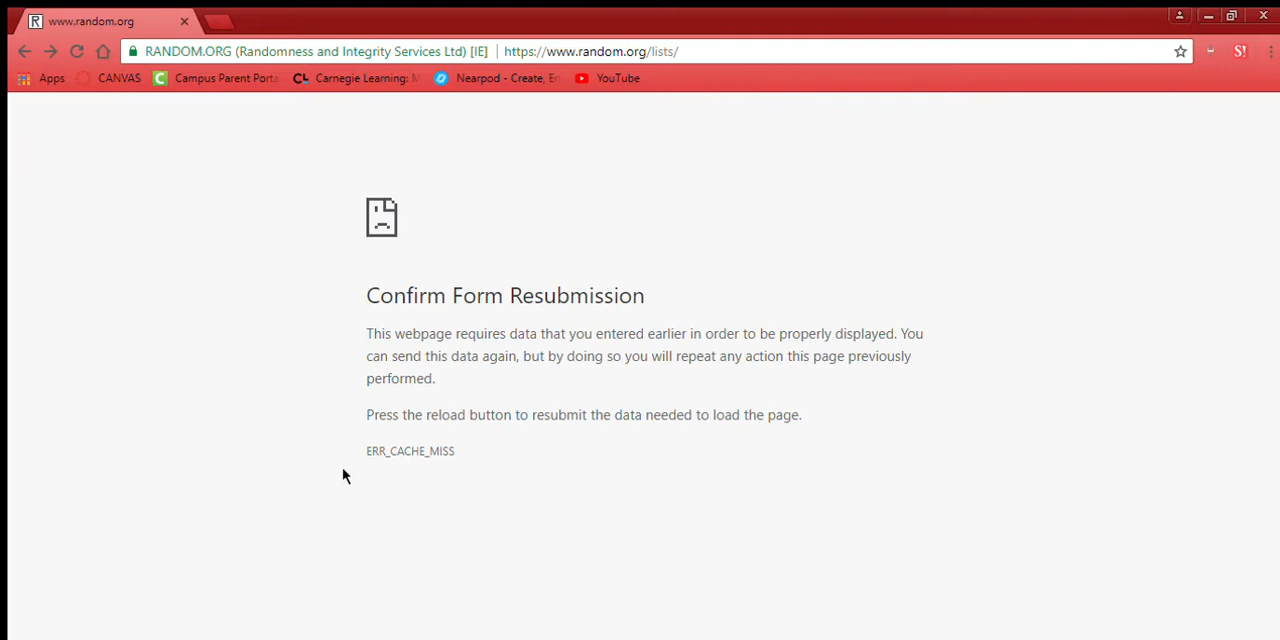 R www.random.org
RANDOM.ORG (Randomness and Integrity Services Ltd) [IE] https://www.random.org/lists/ S!
Apps CANVAS C Campus Parent Porta CL Carnegie Learning: M Nearpod - Create, En YouTube
Confirm Form Resubmission
This webpage requires data that you entered earlier in order to be properly displayed. You
can send this data again, but by doing so you will repeat any action this page previously
performed.
Press the reload button to resubmit the data needed to load the page.
ERR_CACHE_MISS